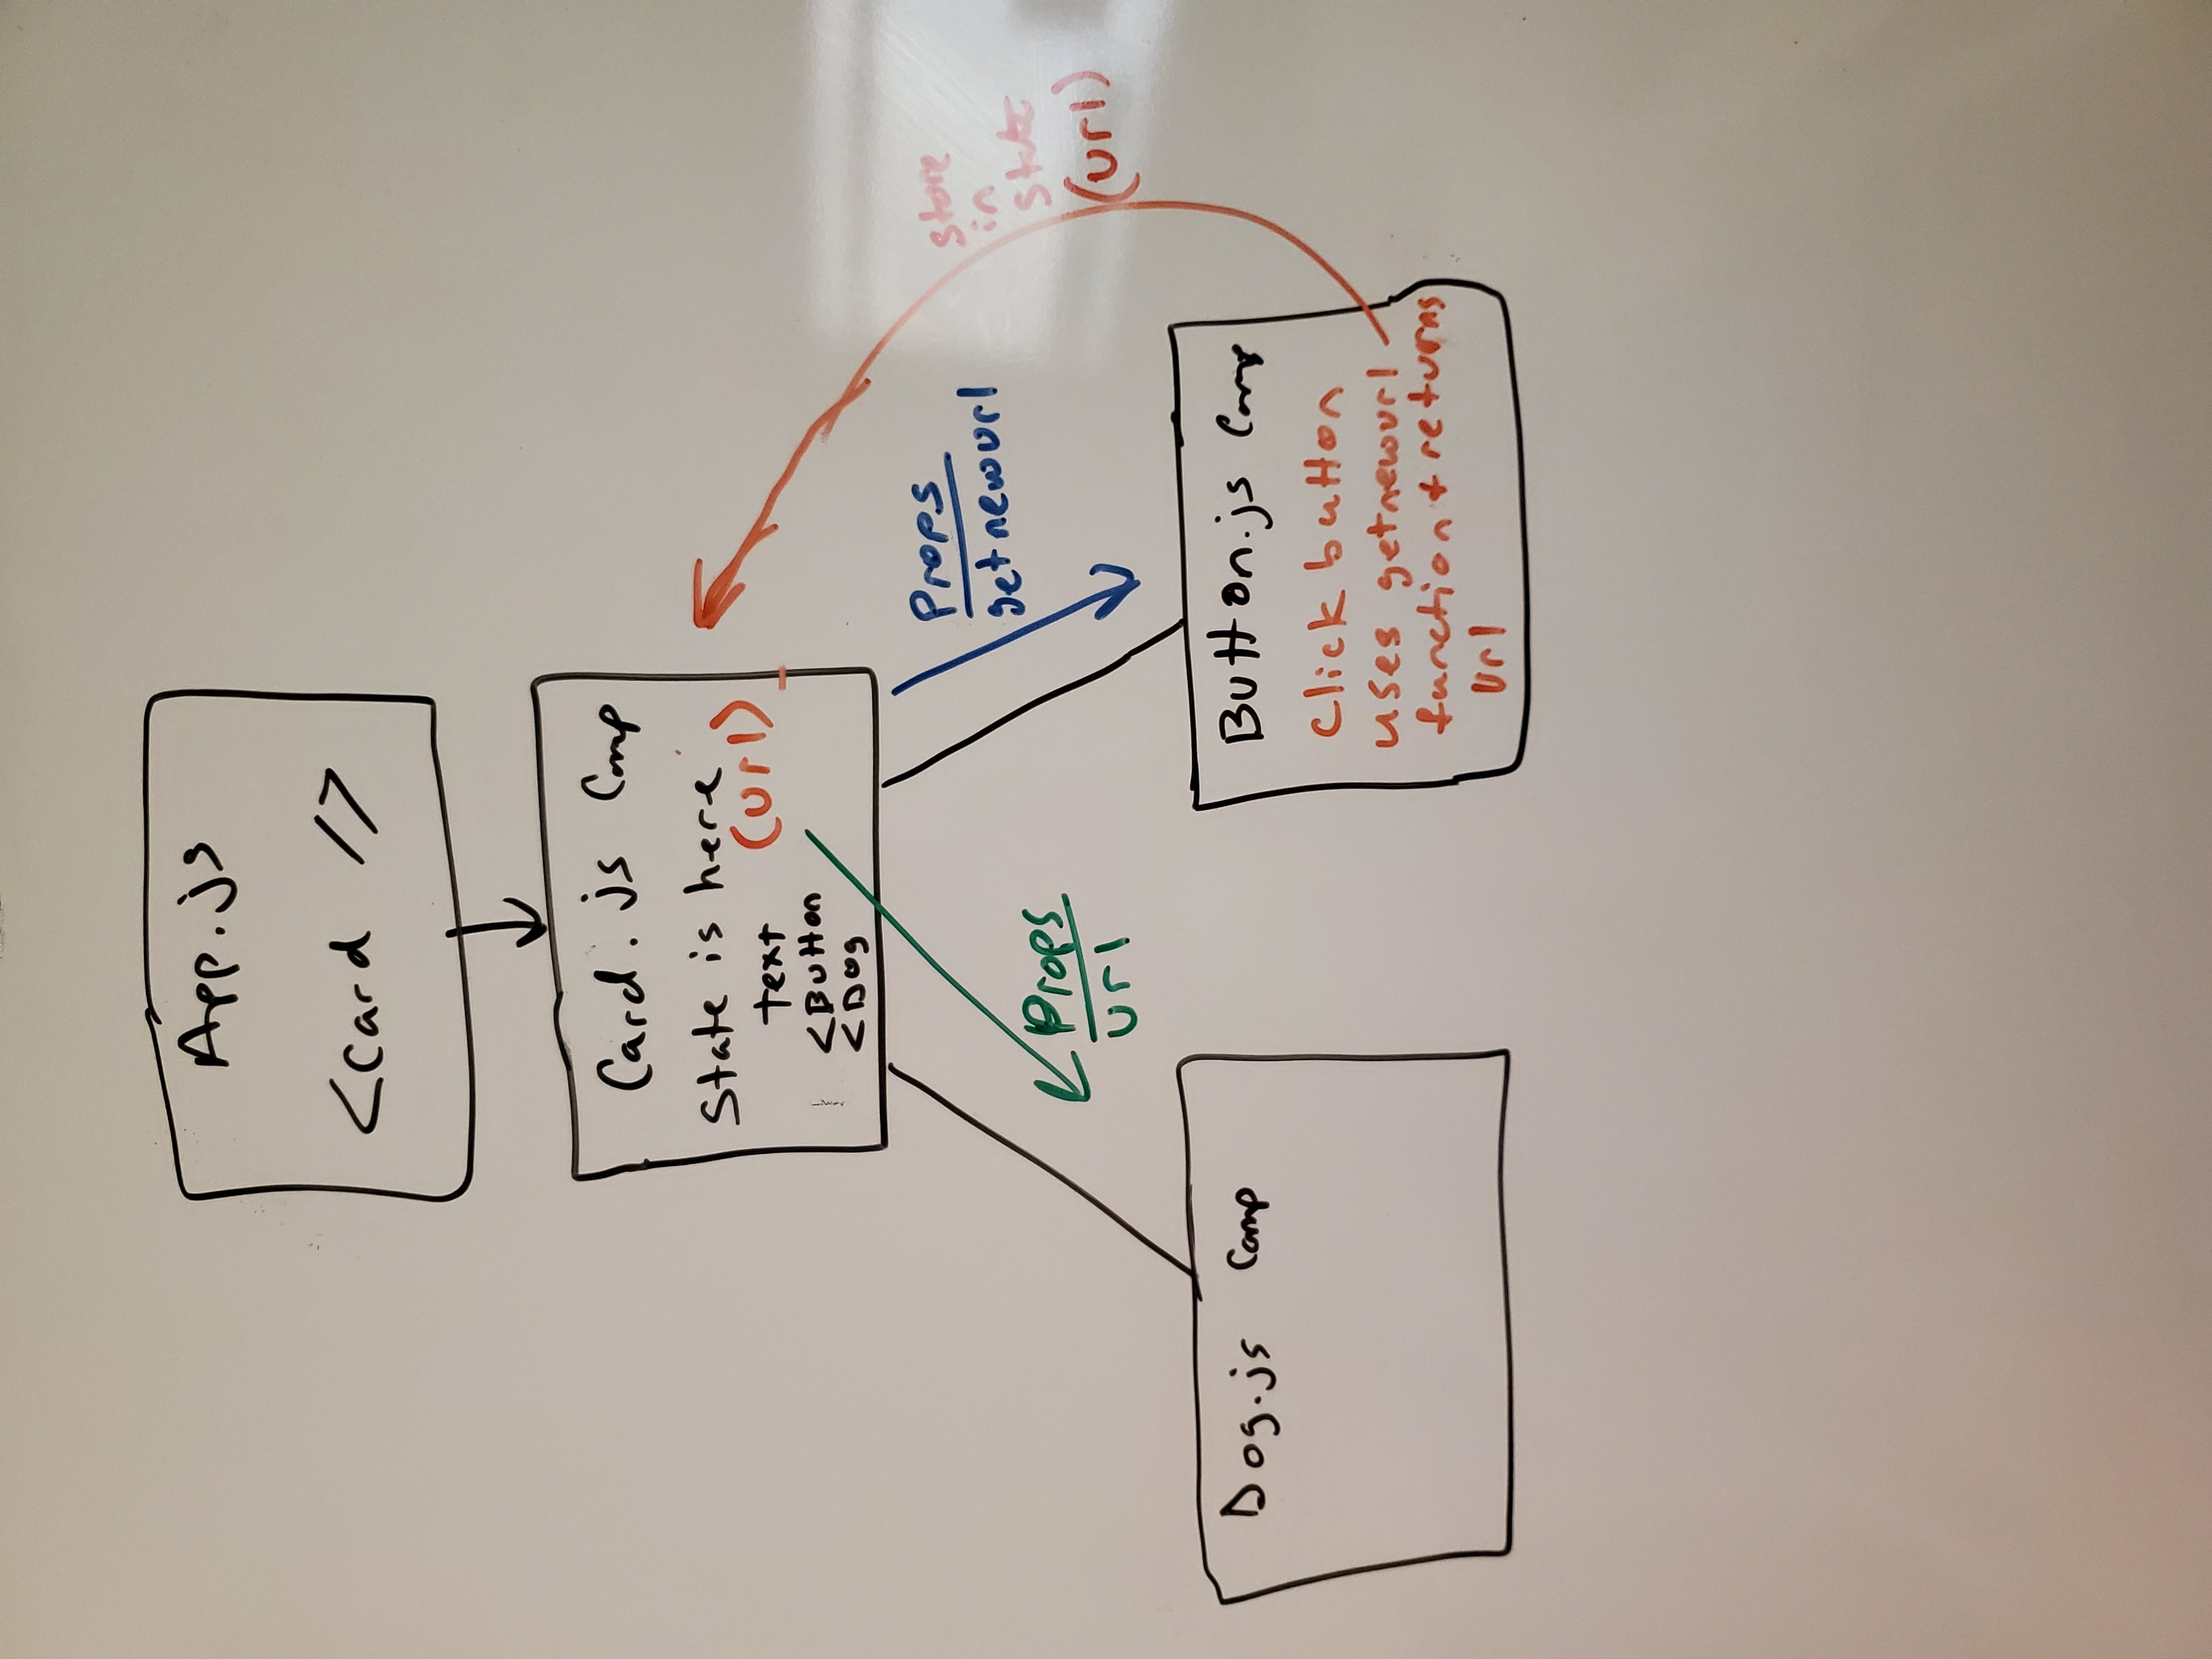 App.js
<Card />
Card.js Comp
State is here
(url)
text
<Button
<Dog
Props
getnewurl
store
in
state
(url)
Props
url
Dog.js Comp
Button.js Comp
Click button
uses getnewurl
function + returns
url